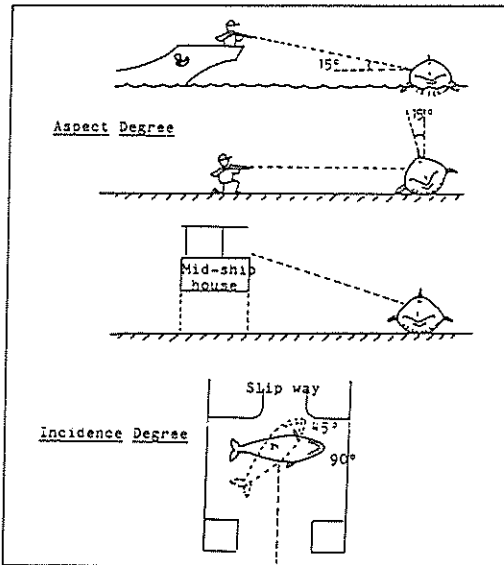 15°
Aspect Degree
15°
Mid-ship
house
Slip way
45°
Incidence Degree
90°